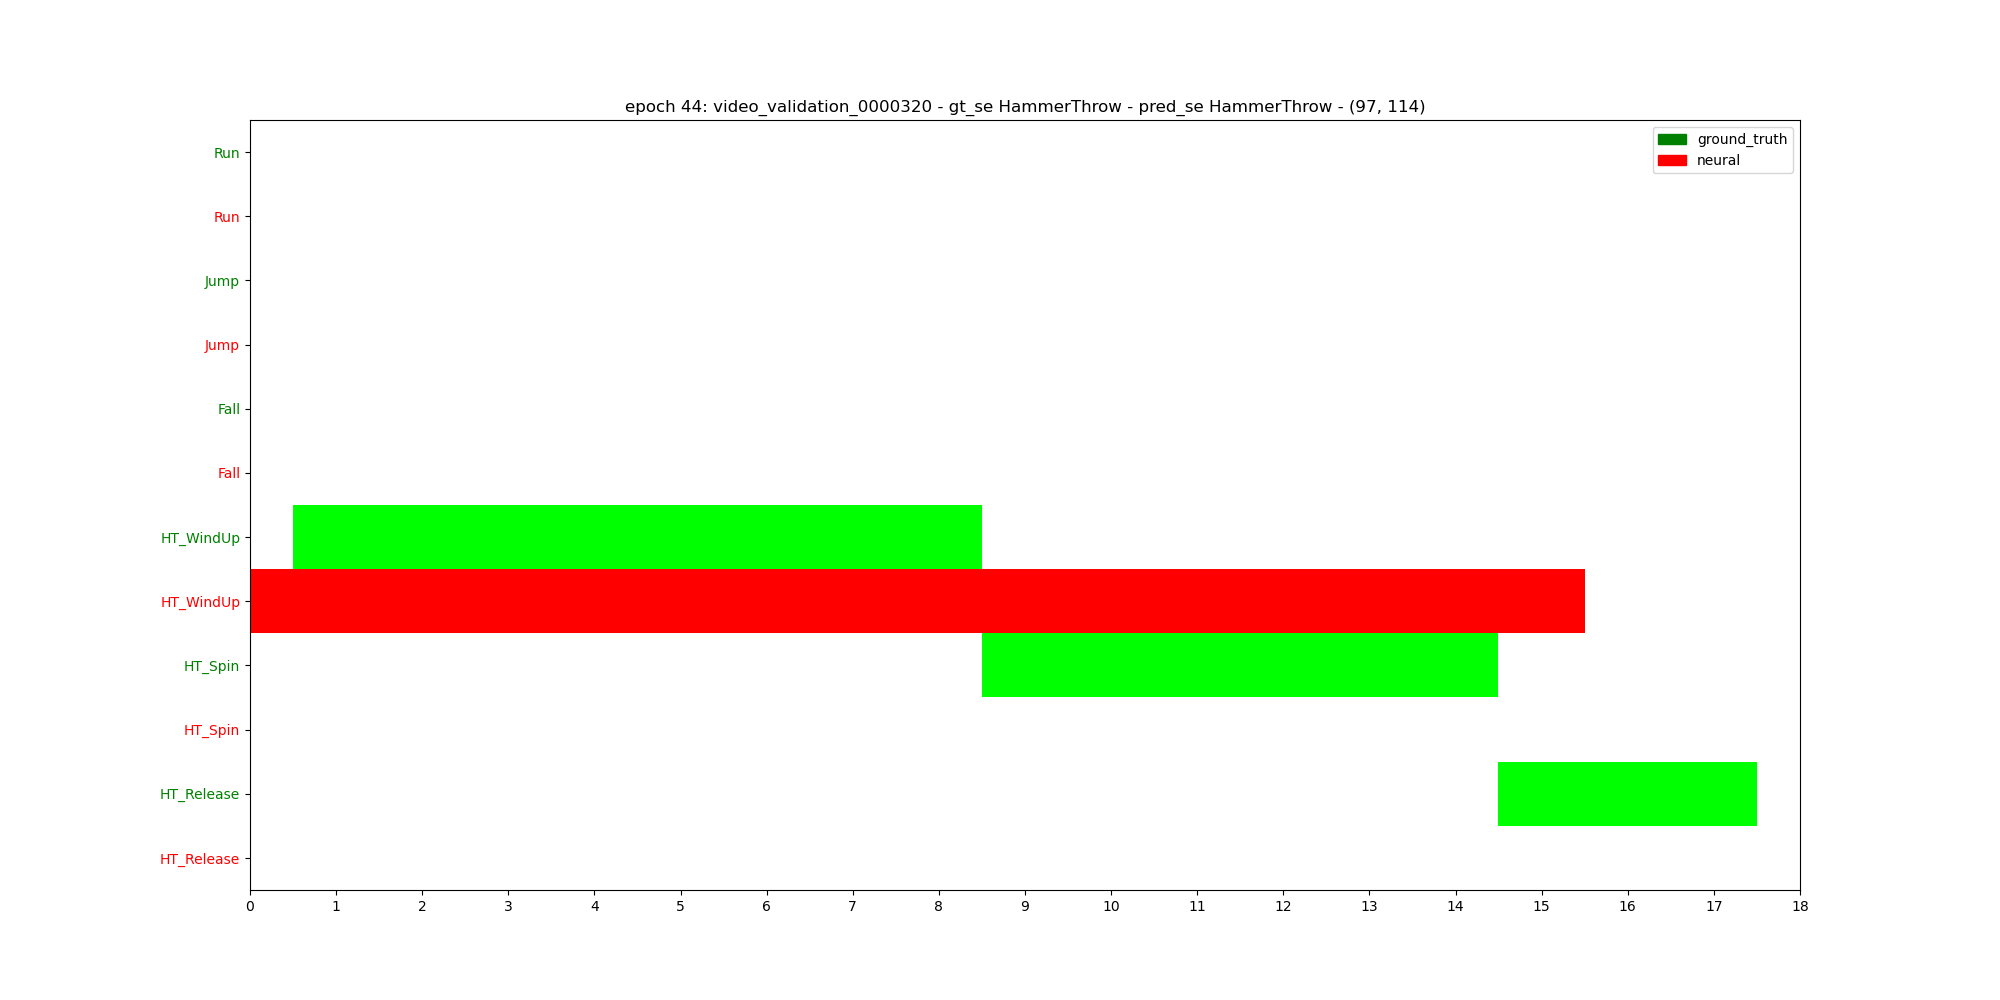 epoch 44: video_validation_0000320 - gt_se HammerThrow - pred_se HammerThrow - (97, 114)
ground_truth
neural
Run
Run
Jump
Jump
Fall
Fall
HT_WindUp
HT_WindUp
HT_Spin
HT_Spin
HT_Release
HT_Release
0 1 2 3 4 5 6 7 8 9 10 11 12 13 14 15 16 17 18